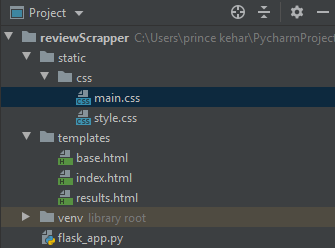 Project
reviewScrapper C:\Users\prince kehar\PycharmProject
static
css
main.css
style.css
templates
base.html
index.html
results.html
venv library root
flask_app.py